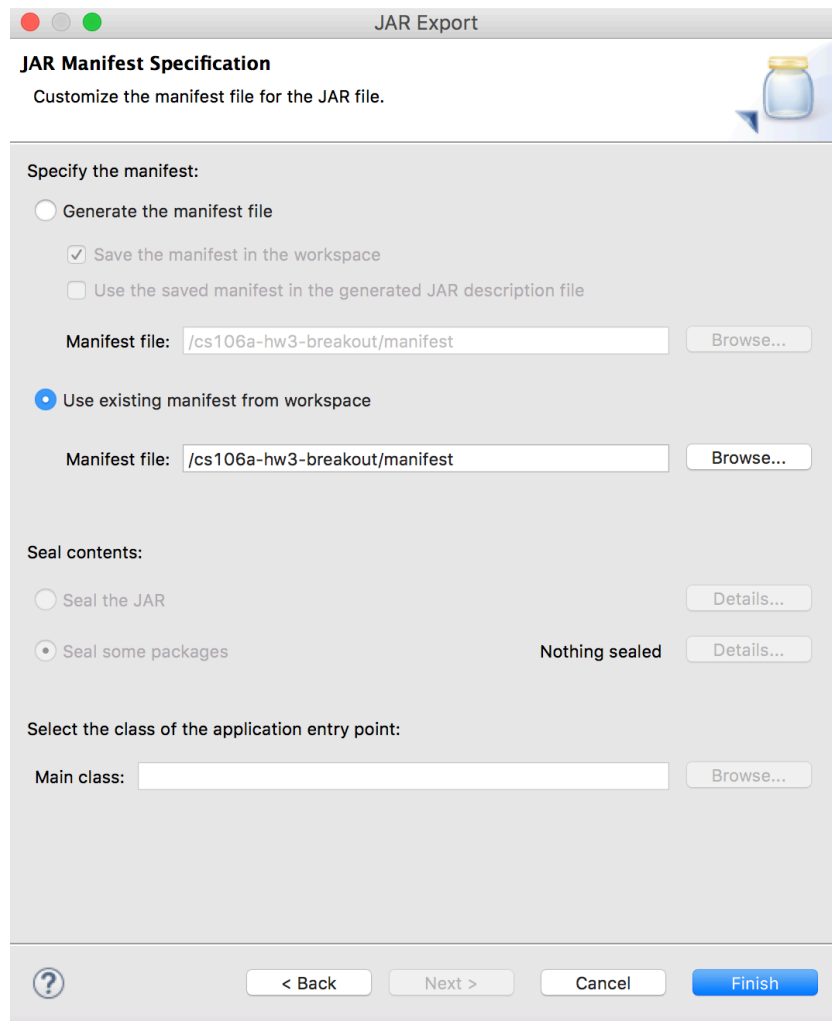 JAR Export
JAR Manifest Specification
Customize the manifest file for the JAR file.
Specify the manifest:
Generate the manifest file
Save the manifest in the workspace
Use the saved manifest in the generated JAR description file
Manifest file: /cs106a-hw3-breakout/manifest Browse...
Use existing manifest from workspace
Manifest file: /cs106a-hw3-breakout/manifest Browse...
Seal contents:
Seal the JAR Details...
Seal some packages Nothing sealed Details...
Select the class of the application entry point:
Main class: Browse...
? < Back Next > Cancel Finish